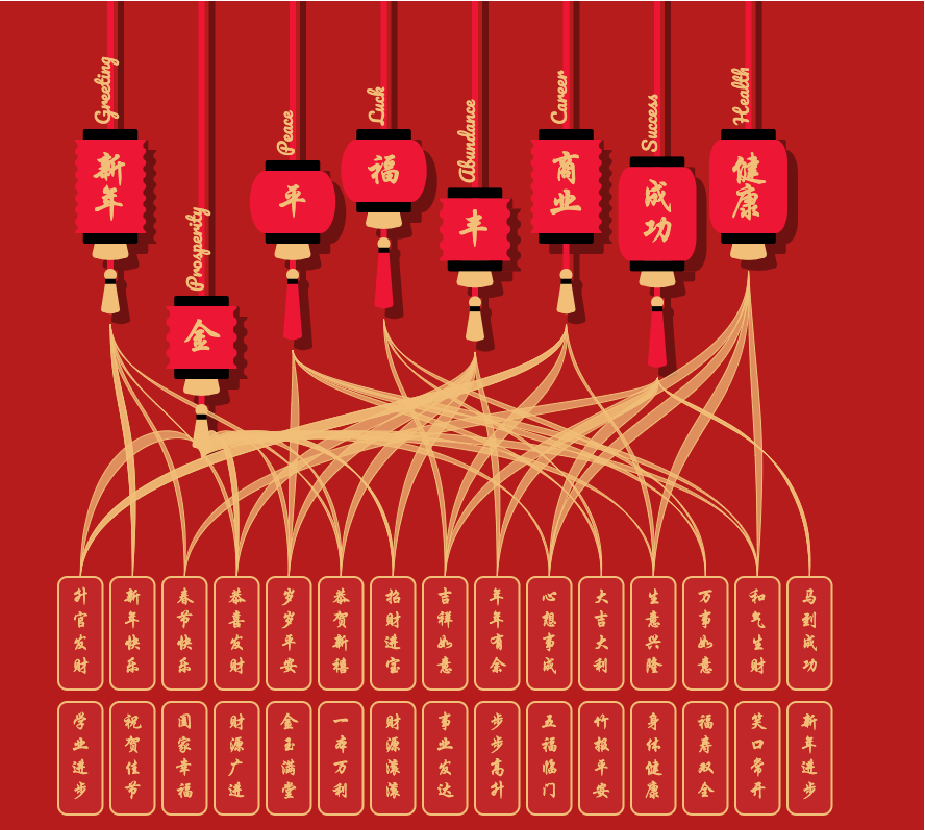 Greeting
新年
Prosperity
金
Peace
平
Luck
福
Abundance
丰
Career
商业
Success
成功
Health
健康
升官发财
新年快乐
春节快乐
恭喜发财
岁岁平安
恭贺新禧
招财进宝
吉祥如意
年年有余
心想事成
大吉大利
生意兴隆
万事如意
和气生财
马到成功
学业进步
祝贺佳节
国家幸福
财源广进
金玉满堂
一本万利
财源滚滚
事业发达
步步高升
五福临门
竹报平安
身体健康
福寿双全
笑口常开
新年进步